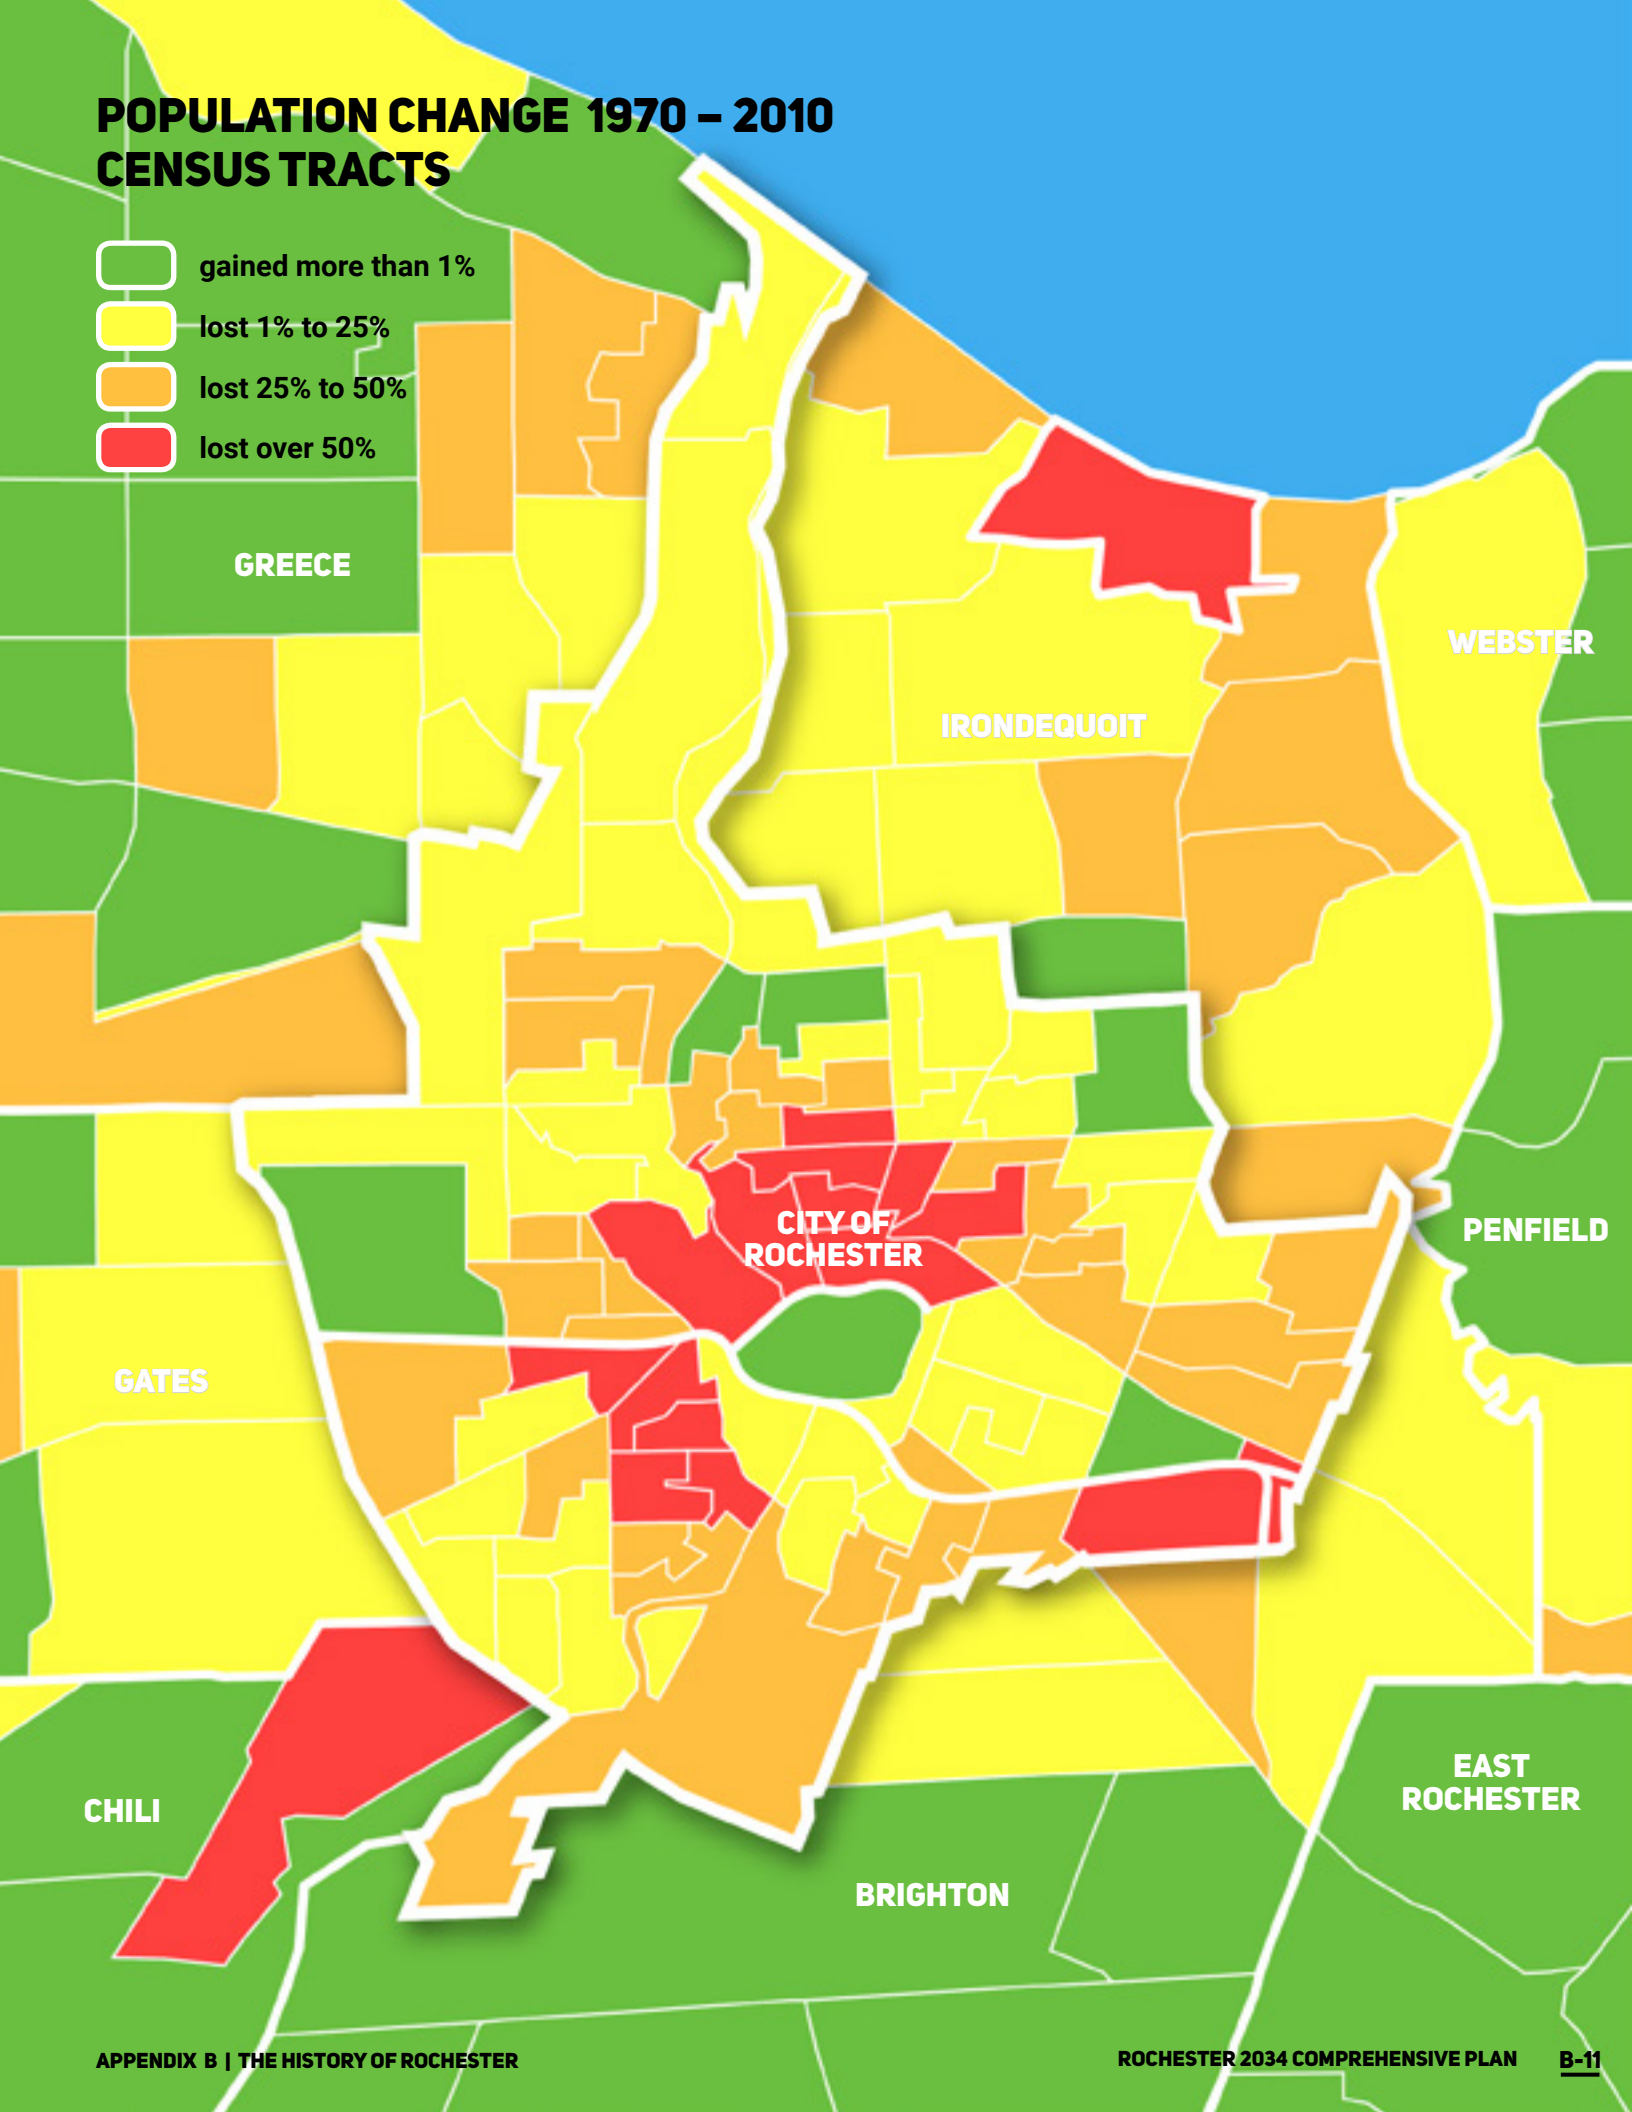 POPULATION CHANGE 1970 – 2010
CENSUS TRACTS
gained more than 1%
lost 1% to 25%
lost 25% to 50%
lost over 50%
GREECE
WEBSTER
IRONDEQUOIT
CITY OF
ROCHESTER
PENFIELD
GATES
EAST
ROCHESTER
CHILI
BRIGHTON
APPENDIX B | THE HISTORY OF ROCHESTER
ROCHESTER 2034 COMPREHENSIVE PLAN B-11